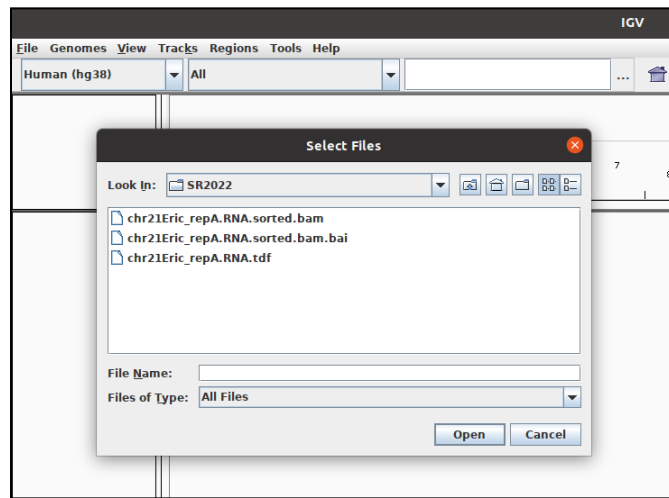 IGV
File Genomes View Tracks Regions Tools Help
Human (hg38) All ...
Select Files
7
8
Look In: SR2022
chr21Eric_repA.RNA.sorted.bam
chr21Eric_repA.RNA.sorted.bam.bai
chr21Eric_repA.RNA.tdf
File Name:
Files of Type: All Files
Open Cancel